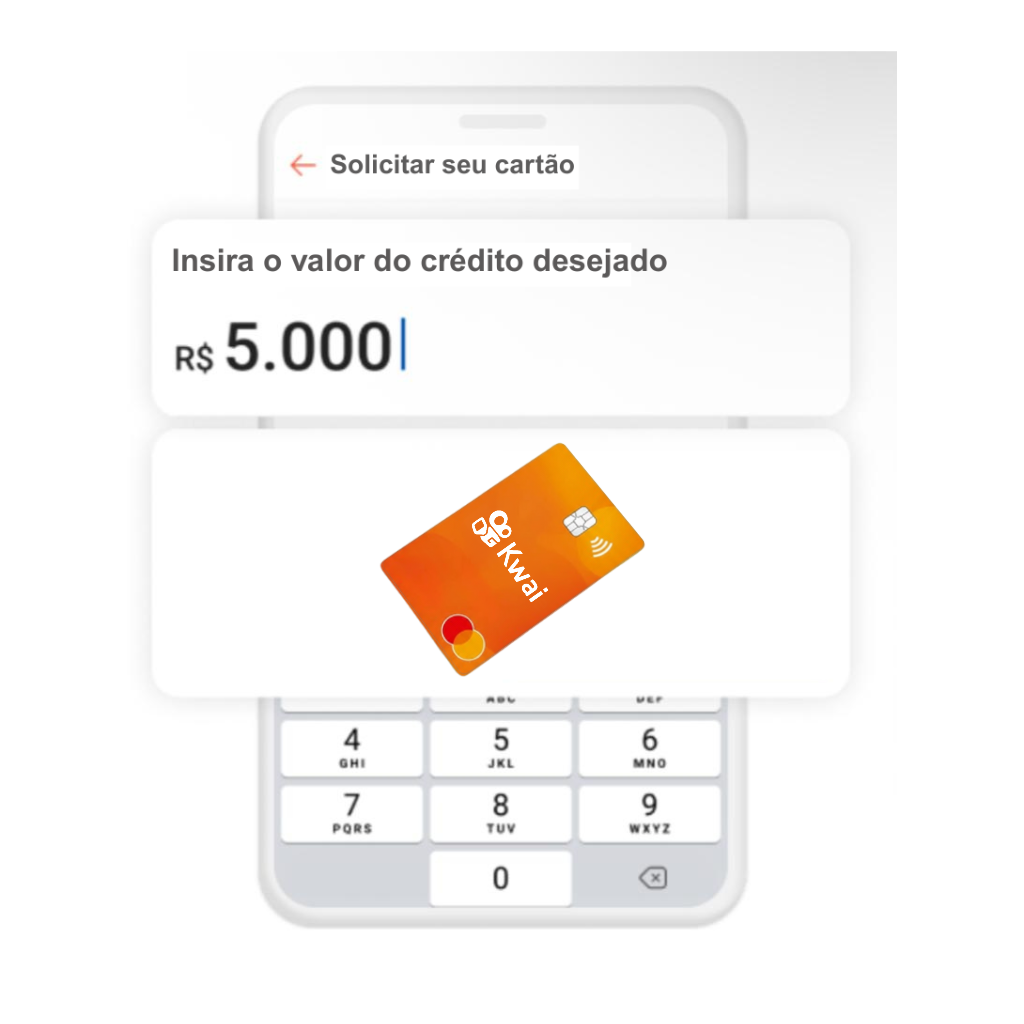 Solicitar seu cartão
Insira o valor do crédito desejado
R$ 5.000
Kwai
ABC DEF
4 5 6
GHI JKL MNO
7 8 9
PQRS TUV WXYZ
0